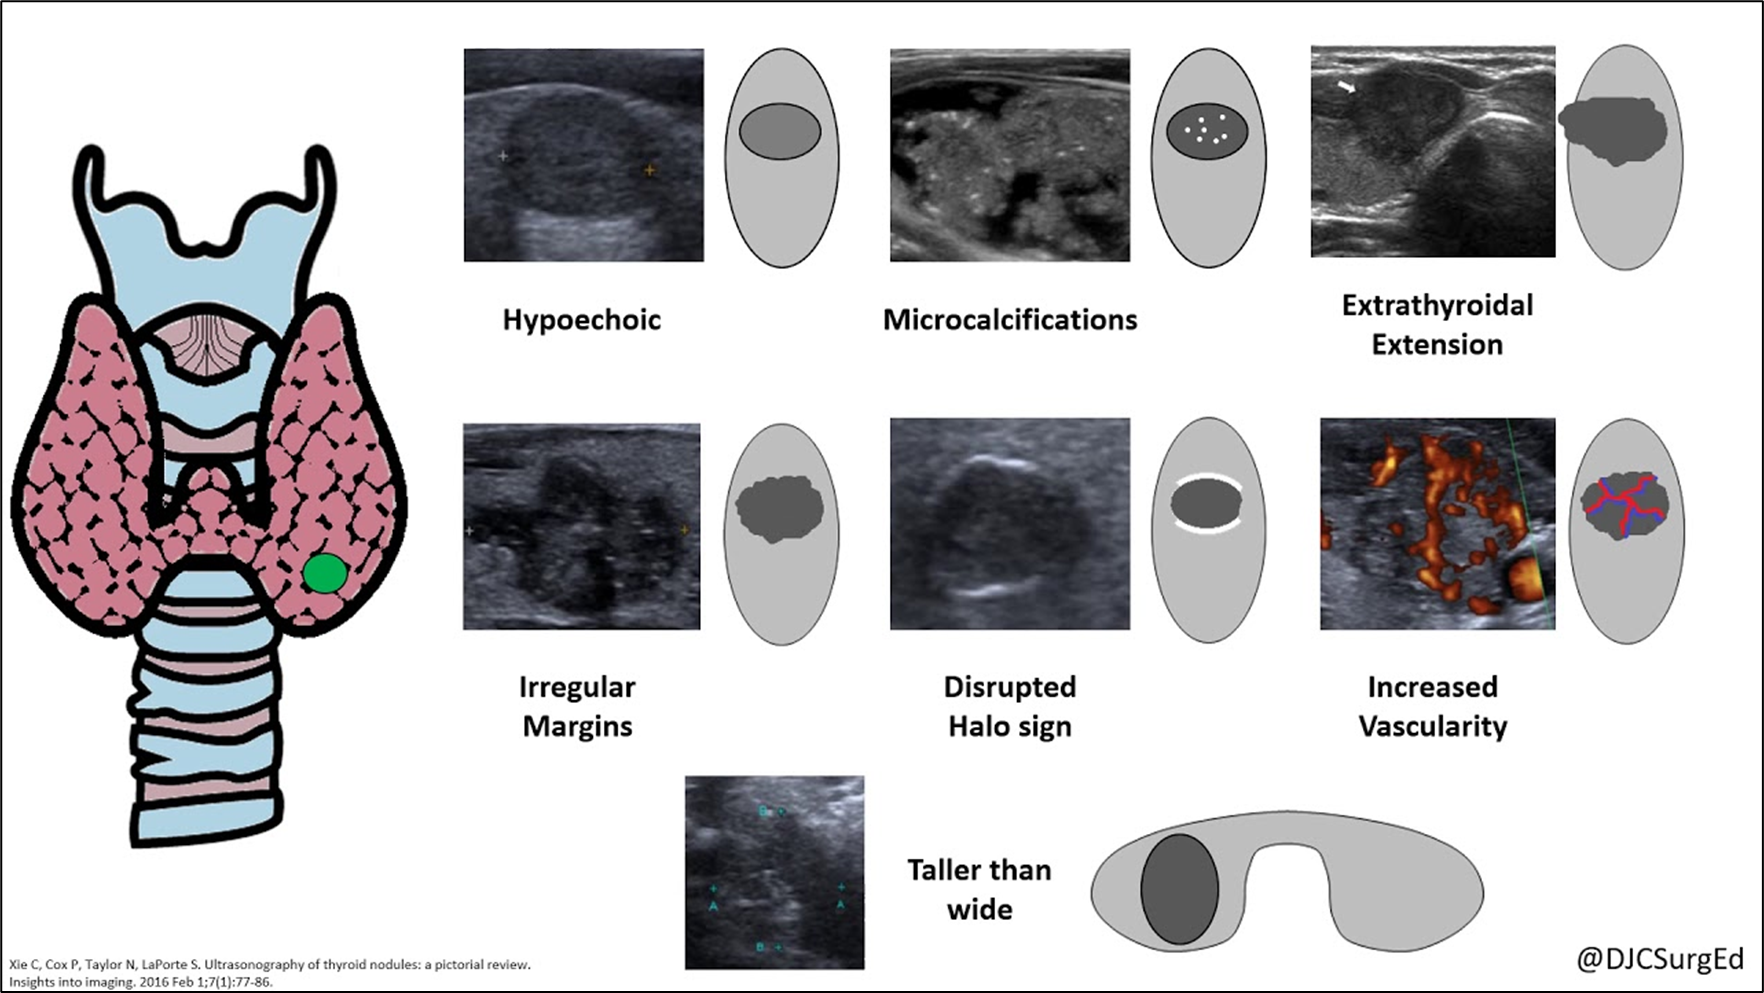 Hypoechoic
Microcalcifications
Extrathyroidal
Extension
Irregular
Margins
Disrupted
Halo sign
Increased
Vascularity
B
A
A
B
Taller than
wide
Xie C, Cox P, Taylor N, LaPorte S. Ultrasonography of thyroid nodules: a pictorial review.
Insights into imaging. 2016 Feb 1;7(1):77-86.
@DJCSurgEd